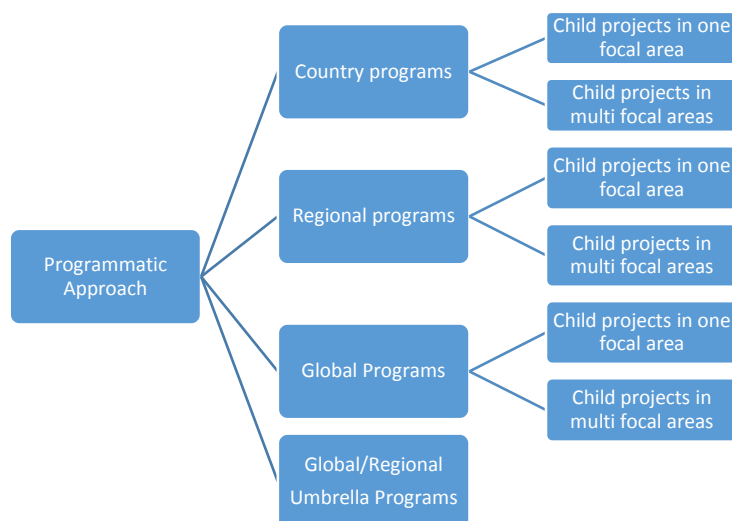 Country programs
Child projects in one
focal area
Child projects in
multi focal areas
Regional programs
Child projects in one
focal area
Child projects in
multi focal areas
Programmatic
Approach
Global Programs
Child projects in one
focal area
Child projects in
multi focal areas
Global/Regional
Umbrella Programs